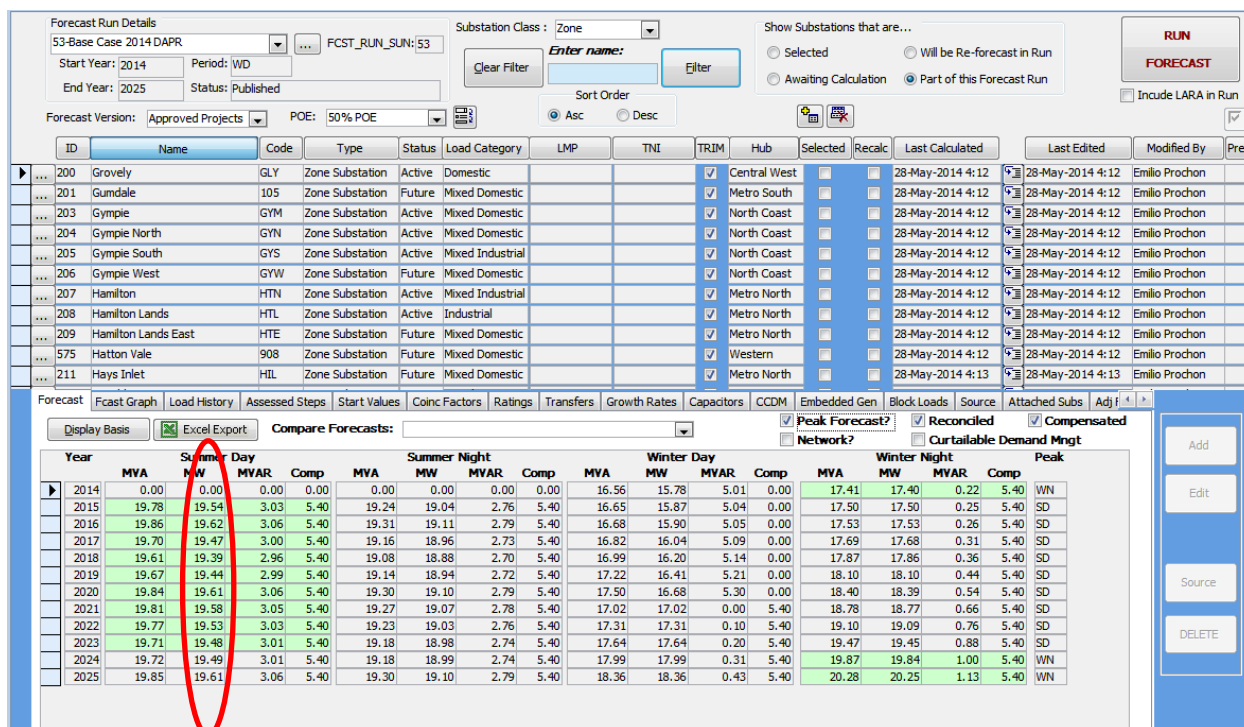 Forecast Run Details
53-Base Case 2014 DAPR ... FCST_RUN_SUN: 53
Start Year: 2014 Period: WD
End Year: 2025 Status: Published
Substation Class : Zone
Enter name:
Clear Filter Filter
Sort Order
Asc Desc
Show Substations that are...
Selected Will be Re-forecast in Run
Awaiting Calculation Part of this Forecast Run
RUN
FORECAST
Incude LARA in Run
Forecast Version: Approved Projects POE: 50% POE
ID Name Code Type Status Load Category LMP TNI TRIM Hub Selected Recalc Last Calculated Last Edited Modified By Pre
... 200 Grovely GLY Zone Substation Active Domestic Central West 28-May-2014 4:12 28-May-2014 4:12 Emilio Prochon
... 201 Gumdale 105 Zone Substation Future Mixed Domestic Metro South 28-May-2014 4:12 28-May-2014 4:12 Emilio Prochon
... 203 Gympie GYM Zone Substation Active Mixed Domestic North Coast 28-May-2014 4:12 28-May-2014 4:12 Emilio Prochon
... 204 Gympie North GYN Zone Substation Active Mixed Domestic North Coast 28-May-2014 4:12 28-May-2014 4:12 Emilio Prochon
... 205 Gympie South GYS Zone Substation Active Mixed Industrial North Coast 28-May-2014 4:12 28-May-2014 4:12 Emilio Prochon
... 206 Gympie West GYW Zone Substation Future Mixed Domestic North Coast 28-May-2014 4:12 28-May-2014 4:12 Emilio Prochon
... 207 Hamilton HTN Zone Substation Active Mixed Industrial Metro North 28-May-2014 4:12 28-May-2014 4:12 Emilio Prochon
... 208 Hamilton Lands HTL Zone Substation Active Industrial Metro North 28-May-2014 4:12 28-May-2014 4:12 Emilio Prochon
... 209 Hamilton Lands East HTE Zone Substation Future Mixed Domestic Metro North 28-May-2014 4:12 28-May-2014 4:12 Emilio Prochon
... 575 Hatton Vale 908 Zone Substation Future Mixed Domestic Western 28-May-2014 4:12 28-May-2014 4:12 Emilio Prochon
... 211 Hays Inlet HIL Zone Substation Future Mixed Domestic Metro North 28-May-2014 4:13 28-May-2014 4:13 Emilio Prochon
Forecast Fcast Graph Load History Assessed Steps Start Values Coinc Factors Ratings Transfers Growth Rates Capacitors CCDM Embedded Gen Block Loads Source Attached Subs Adj F
Display Basis Excel Export Compare Forecasts: Peak Forecast? Reconciled Compensated
Network? Curtailable Demand Mngt
Year Summer Day Summer Night Winter Day Winter Night Peak
MVA MW MVAR Comp MVA MW MVAR Comp MVA MW MVAR Comp MVA MW MVAR Comp
2014 0.00 0.00 0.00 0.00 0.00 0.00 0.00 0.00 16.56 15.78 5.01 0.00 17.41 17.40 0.22 5.40 WN
2015 19.78 19.54 3.03 5.40 19.24 19.04 2.76 5.40 16.65 15.87 5.04 0.00 17.50 17.50 0.25 5.40 SD
2016 19.86 19.62 3.06 5.40 19.31 19.11 2.79 5.40 16.68 15.90 5.05 0.00 17.53 17.53 0.26 5.40 SD
2017 19.70 19.47 3.00 5.40 19.16 18.96 2.73 5.40 16.82 16.04 5.09 0.00 17.69 17.68 0.31 5.40 SD
2018 19.61 19.39 2.96 5.40 19.08 18.88 2.70 5.40 16.99 16.20 5.14 0.00 17.87 17.86 0.36 5.40 SD
2019 19.67 19.44 2.99 5.40 19.14 18.94 2.72 5.40 17.22 16.41 5.21 0.00 18.10 18.10 0.44 5.40 SD
2020 19.84 19.61 3.06 5.40 19.30 19.10 2.79 5.40 17.50 16.68 5.30 0.00 18.40 18.39 0.54 5.40 SD
2021 19.81 19.58 3.05 5.40 19.27 19.07 2.78 5.40 17.02 17.02 0.00 5.40 18.78 18.77 0.66 5.40 SD
2022 19.77 19.53 3.03 5.40 19.23 19.03 2.76 5.40 17.31 17.31 0.10 5.40 19.10 19.09 0.76 5.40 SD
2023 19.71 19.48 3.01 5.40 19.18 18.98 2.74 5.40 17.64 17.64 0.20 5.40 19.47 19.45 0.88 5.40 SD
2024 19.72 19.49 3.01 5.40 19.18 18.99 2.74 5.40 17.99 17.99 0.31 5.40 19.87 19.84 1.00 5.40 WN
2025 19.85 19.61 3.06 5.40 19.30 19.10 2.79 5.40 18.36 18.36 0.43 5.40 20.28 20.25 1.13 5.40 WN
Add
Edit
Source
DELETE